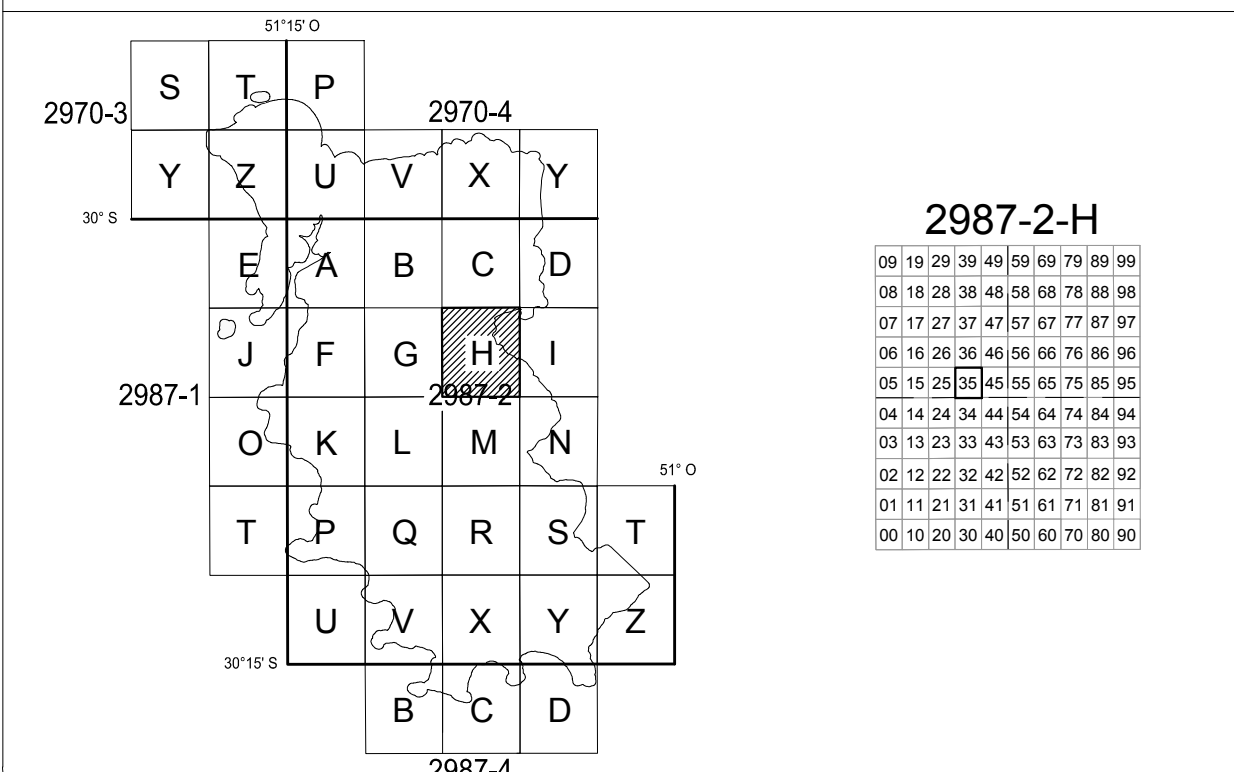 51°15' O
S T P
2970-3 2970-4
Y Z U V X Y
30° S
E A B C D
J F G H I
2987-1 2987-2
O K L M N
51° O
T P Q R S T
U V X Y Z
30°15' S
B C D
2987-4
2987-2-H
09 19 29 39 49 59 69 79 89 99
08 18 28 38 48 58 68 78 88 98
07 17 27 37 47 57 67 77 87 97
06 16 26 36 46 56 66 76 86 96
05 15 25 35 45 55 65 75 85 95
04 14 24 34 44 54 64 74 84 94
03 13 23 33 43 53 63 73 83 93
02 12 22 32 42 52 62 72 82 92
01 11 21 31 41 51 61 71 81 91
00 10 20 30 40 50 60 70 80 90